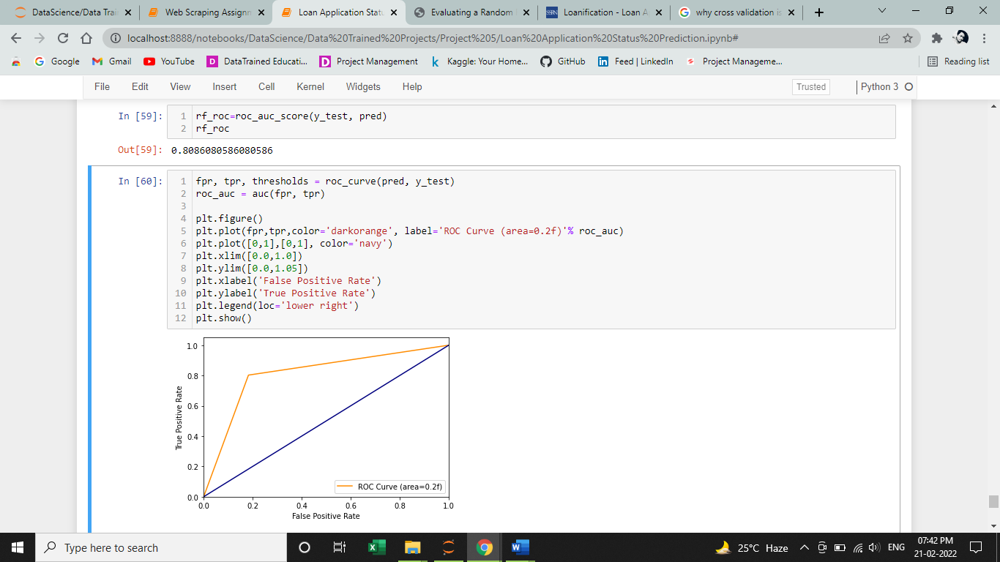 DataScience/Data Trai
Web Scraping Assignm
Loan Application Statu
Evaluating a Random
SSRN
Loanification - Loan A
why cross validation is
localhost:8888/notebooks/DataScience/Data%20Trained%20Projects/Project%205/Loan%20Application%20Status%20Prediction.ipynb#
Google
Gmail
YouTube
DataTrained Educati...
Project Management
Kaggle: Your Home...
GitHub
Feed | LinkedIn
Project Manageme...
Reading list
File Edit View Insert Cell Kernel Widgets Help
Trusted
Python 3
In [59]:
1 rf_roc=roc_auc_score(y_test, pred)
2 rf_roc
Out[59]: 0.8086080586080586
In [60]:
1 fpr, tpr, thresholds = roc_curve(pred, y_test)
2 roc_auc = auc(fpr, tpr)
3
4 plt.figure()
5 plt.plot(fpr,tpr,color='darkorange', label='ROC Curve (area=0.2f)'% roc_auc)
6 plt.plot([0,1],[0,1], color='navy')
7 plt.xlim([0.0,1.0])
8 plt.ylim([0.0,1.05])
9 plt.xlabel('False Positive Rate')
10 plt.ylabel('True Positive Rate')
11 plt.legend(loc='lower right')
12 plt.show()
1.0
0.8
0.6
0.4
0.2
0.0
True Positive Rate
ROC Curve (area=0.2f)
0.0 0.2 0.4 0.6 0.8 1.0
False Positive Rate
Type here to search
25°C Haze
ENG
07:42 PM
21-02-2022